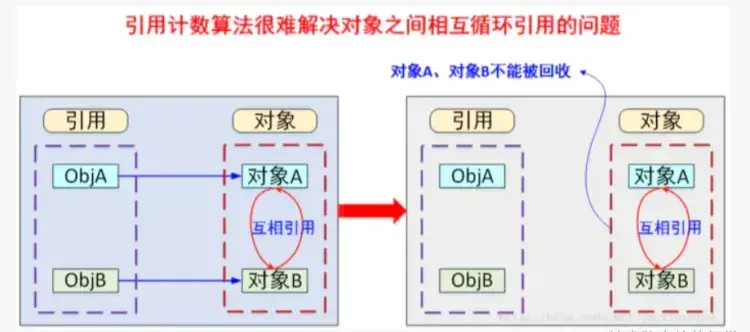 引用计数算法很难解决对象之间相互循环引用的问题
对象A、对象B不能被回收
引用
对象
ObjA
对象A
互相引用
ObjB
对象B
引用
对象
ObjA
对象A
互相引用
ObjB
对象B